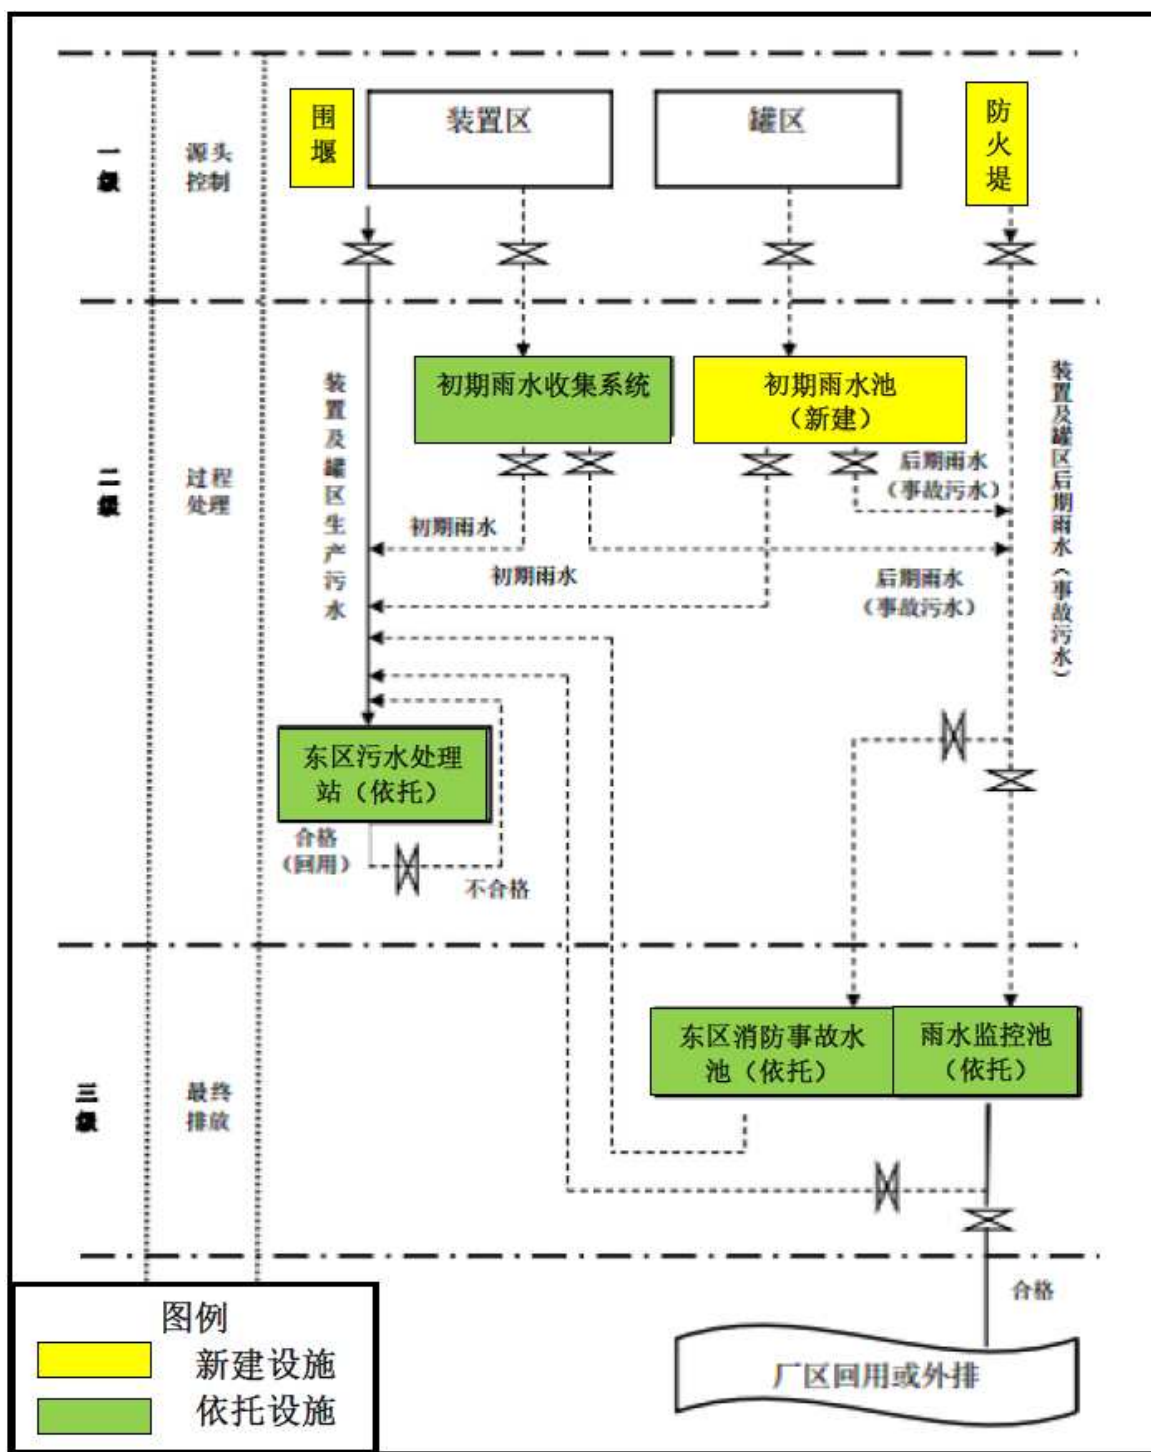 围
堰
装置区
罐区
防
火
堤
一级
源头
控制
装置及罐区生产污水
初期雨水收集系统
初期雨水池
（新建）
装置及罐区后期雨水（事故污水）
二级
过程
处理
后期雨水
（事故污水）
初期雨水
初期雨水
后期雨水
（事故污水）
东区污水处理
站（依托）
合格
（回用）
不合格
东区消防事故水
池（依托）
雨水监控池
（依托）
三级
最终
排放
合格
厂区回用或外排
图例
新建设施
依托设施